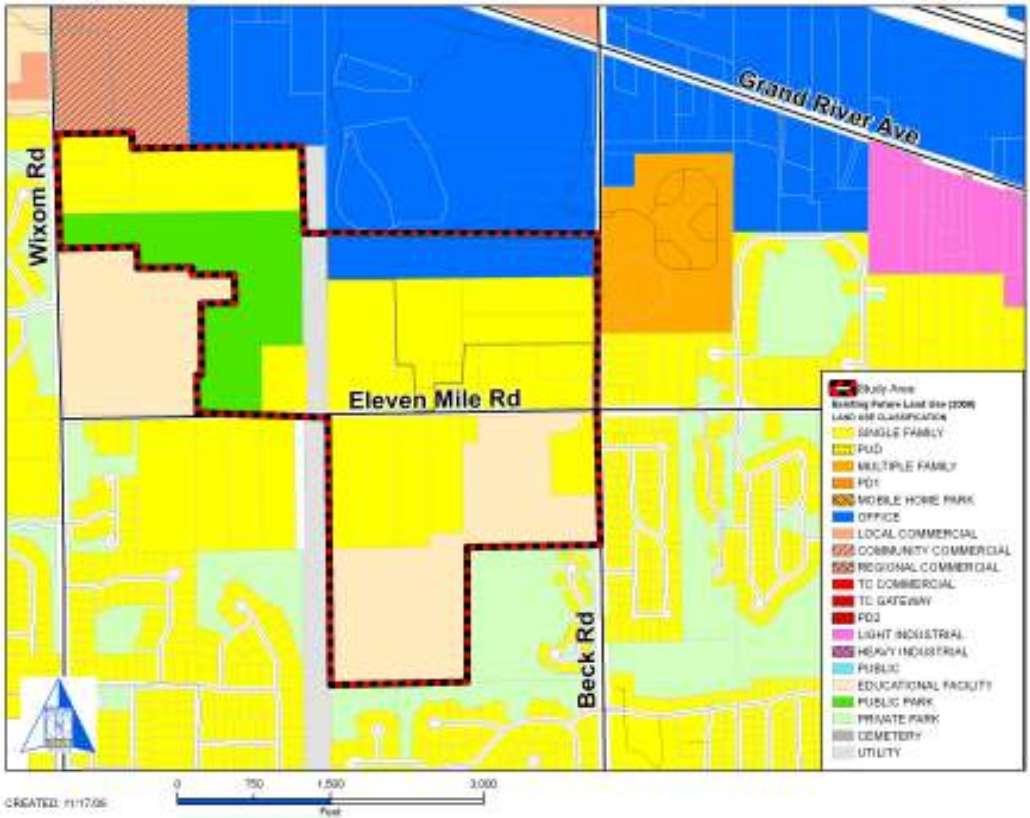 Grand River Ave
Wixom Rd
Eleven Mile Rd
Beck Rd
Study Area
Existing Future Land Use (2006)
LAND USE CLASSIFICATION
SINGLE FAMILY
PUD
MULTIPLE FAMILY
PD1
MOBILE HOME PARK
OFFICE
LOCAL COMMERCIAL
COMMUNITY COMMERCIAL
REGIONAL COMMERCIAL
TC COMMERCIAL
TC GATEWAY
PD2
LIGHT INDUSTRIAL
HEAVY INDUSTRIAL
PUBLIC
EDUCATIONAL FACILITY
PUBLIC PARK
PRIVATE PARK
CEMETERY
UTILITY
0 750 1,500 3,000
Feet
CREATED: 11/17/06